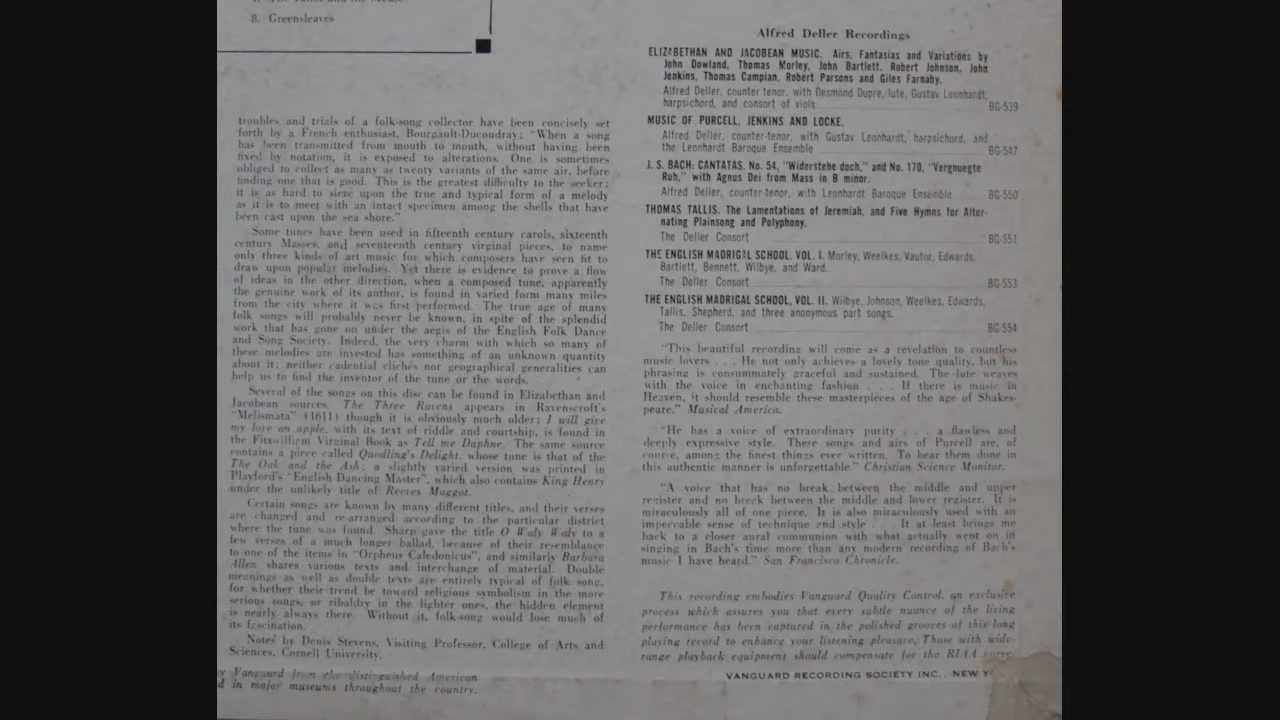 8. Greensleaves
troubles and trials of a folk-song collector have been concisely set
forth by a French enthusiast, Bourgault-Ducoudray: "When a song
has been transmitted from mouth to mouth, without having been
fixed by notation, it is exposed to alterations. One is sometimes
obliged to collect as many as twenty variants of the same air, before
finding one that is good. This is the greatest difficulty to the seeker;
it is as hard to sieze upon the true and typical form of a melody
as it is to meet with an intact specimen among the shells that have
been cast upon the sea shore."
Some tunes have been used in fifteenth century carols, sixteenth
century Masses, and seventeenth century virginal pieces, to name
only three kinds of art music for which composers have seen fit to
draw upon popular melodies. Yet there is evidence to prove a flow
of ideas in the other direction, when a composed tune, apparently
the genuine work of its author, is found in varied form many miles
from the city where it was first performed. The true age of many
folk songs will probably never be known, in spite of the splendid
work that has gone on under the aegis of the English Folk Dance
and Song Society. Indeed, the very charm with which so many of
these melodies are invested has something of an unknown quantity
about it; neither cadential clichés nor geographical generalities can
help us to find the inventor of the tune or the words.
Several of the songs on this disc can be found in Elizabethan and
Jacobean sources. The Three Ravens appears in Ravenscroft's
"Melismata" (1611) though it is obviously much older; I will give
my love an apple, with its text of riddle and courtship, is found in
the Fitzwilliem Virginal Book as Tell me Daphne. The same source
contains a piece called Quodling's Delight, whose tune is that of the
The Oak and the Ash; a slightly varied version was printed in
Playford's "English Dancing Master", which also contains King Henry
under the unlikely title of Reeves Maggot.
Certain songs are known by many different titles, and their verses
are changed and re-arranged according to the particular district
where the tune was found. Sharp gave the title O Waly Waly to a
few verses of a much longer ballad, because of their resemblance
to one of the items in "Orpheus Caledonicus", and similarly Barbara
Allen shares various texts and interchange of material. Double
meanings as well as double texts are entirely typical of folk song,
for whether their trend be toward religious symbolism in the more
serious songs, or ribaldry in the lighter ones, the hidden element
is nearly always there. Without it, folk-song would lose much of
its fascination.
Notes by Denis Stevens, Visiting Professor, College of Arts and
Sciences, Cornell University.
y Vanguard from the distinguished American
d in major museums throughout the country.
Alfred Deller Recordings
ELIZABETHAN AND JACOBEAN MUSIC. Airs, Fantasias and Variations by
John Dowland, Thomas Morley, John Bartlett, Robert Johnson, John
Jenkins, Thomas Campian, Robert Parsons and Giles Farnaby.
Alfred Deller, counter tenor, with Desmond Dupre, lute, Gustav Leonhardt,
harpsichord, and consort of viols BG-539
MUSIC OF PURCELL, JENKINS AND LOCKE.
Alfred Deller, counter-tenor, with Gustav Leonhardt, harpsichord, and
the Leonhardt Baroque Ensemble BG-547
J. S. BACH: CANTATAS. No. 54, "Widerstehe doch," and No. 170, "Vergnuegte
Ruh," with Agnus Dei from Mass in B minor.
Alfred Deller, counter-tenor, with Leonhardt Baroque Ensemble BG-550
THOMAS TALLIS. The Lamentations of Jeremiah, and Five Hymns for Alter-
nating Plainsong and Polyphony.
The Deller Consort BG-551
THE ENGLISH MADRIGAL SCHOOL. VOL. I. Morley, Weelkes, Vautor, Edwards,
Bartlett, Bennett, Wilbye, and Ward.
The Deller Consort BG-553
THE ENGLISH MADRIGAL SCHOOL, VOL. II. Wilbye, Johnson, Weelkes, Edwards,
Tallis, Shepherd, and three anonymous part songs.
The Deller Consort BG-554
"This beautiful recording will come as a revelation to countless
music lovers . . . He not only achieves a lovely tone quality, but his
phrasing is consummately graceful and sustained. The lute weaves
with the voice in enchanting fashion . . . If there is music in
Heaven, it should resemble these masterpieces of the age of Shakes-
peare." Musical America.
"He has a voice of extraordinary purity . . . a flawless and
deeply expressive style. These songs and airs of Purcell are, of
course, among the finest things ever written. To hear them done in
this authentic manner is unforgettable." Christian Science Monitor.
"A voice that has no break between the middle and upper
register and no break between the middle and lower register. It is
miraculously all of one piece. It is also miraculously used with an
impeccable sense of technique and style . . . It at least brings me
back to a closer aural communion with what actually went on in
singing in Bach's time more than any modern recording of Bach's
music I have heard." San Francisco Chronicle.
This recording embodies Vanguard Quality Control, an exclusive
process which assures you that every subtle nuance of the living
performance has been captured in the polished grooves of this long
playing record to enhance your listening pleasure. Those with wide-
range playback equipment should compensate for the RIAA
VANGUARD RECORDING SOCIETY INC., NEW Y